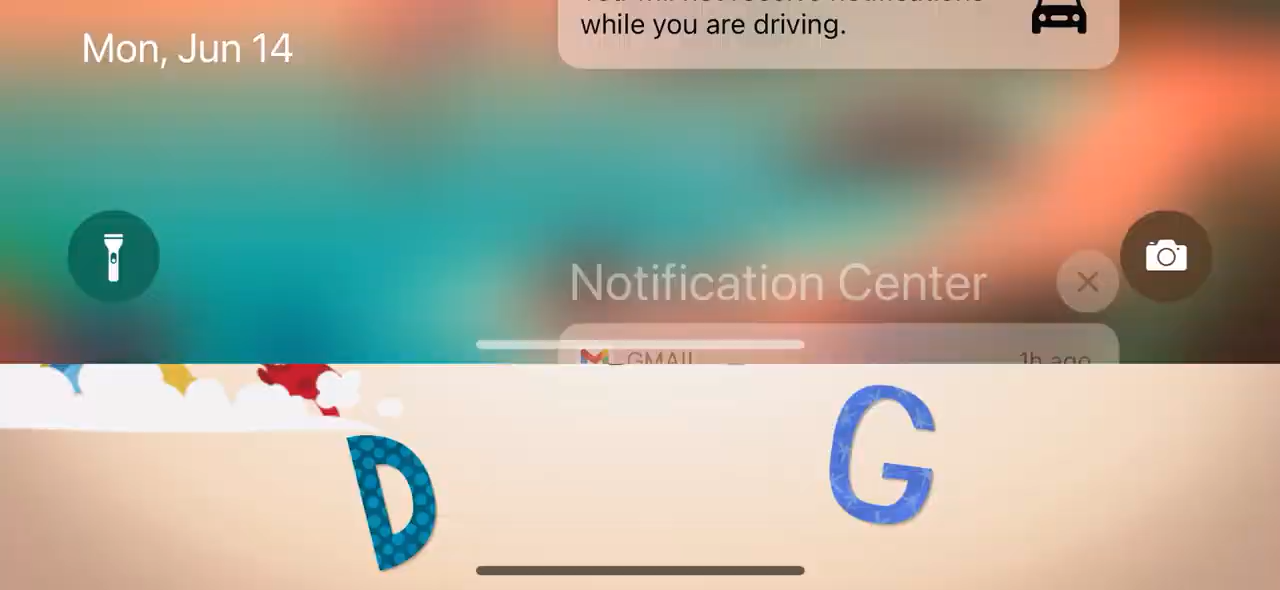 while you are driving.
Mon, Jun 14
Notification Center
GMAIL 1h ago
D G